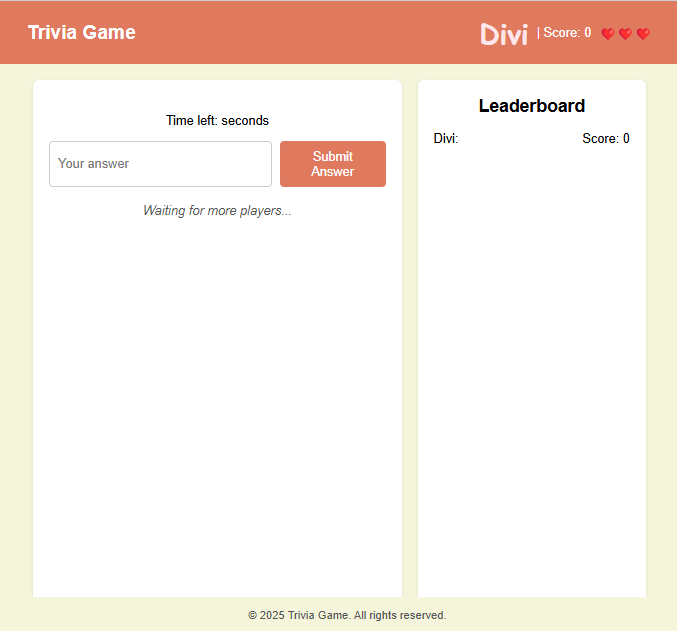 Trivia Game
Divi | Score: 0
Time left: seconds
Your answer
Submit
Answer
Waiting for more players...
Leaderboard
Divi: Score: 0
© 2025 Trivia Game. All rights reserved.